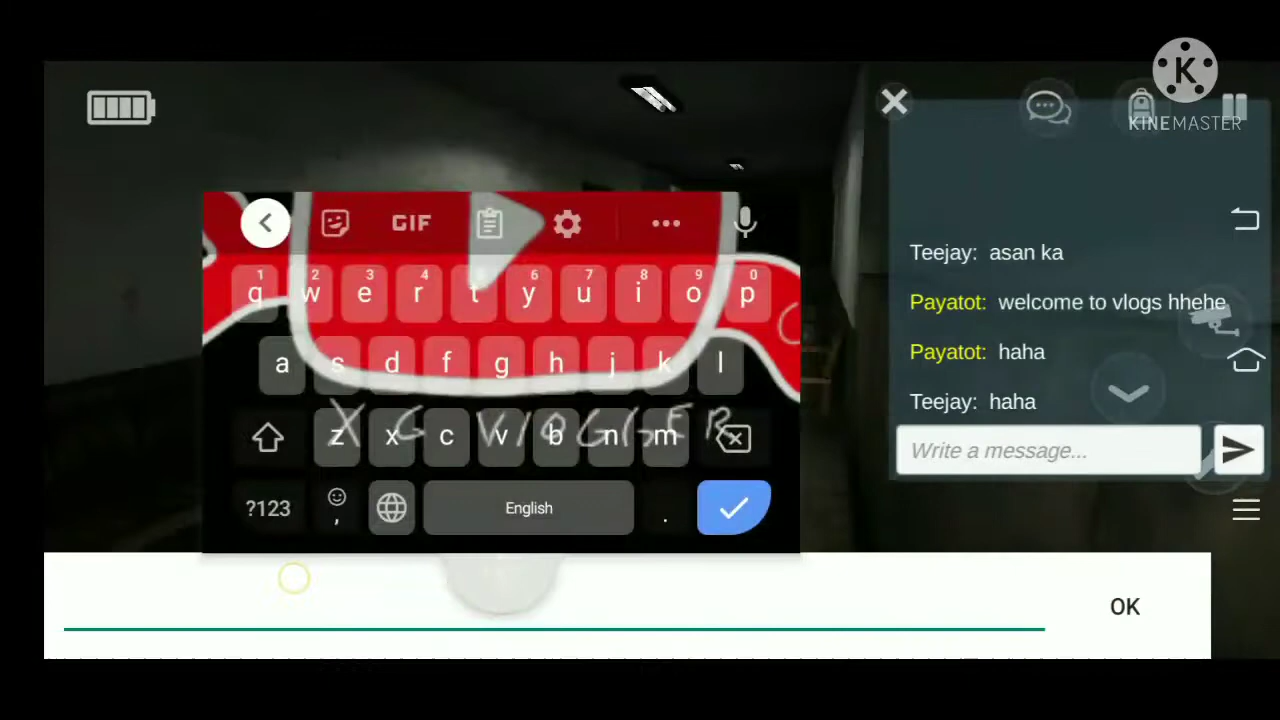 K
KINEMASTER
GIF
1 2 3 4 6 7 8 9 0
q w e r t y u i o p
a s d f g h j k l
X G VlOGGER
z x c v b n m
?123 , English .
Teejay: asan ka
Payatot: welcome to vlogs hhehe
Payatot: haha
Teejay: haha
Write a message...
OK